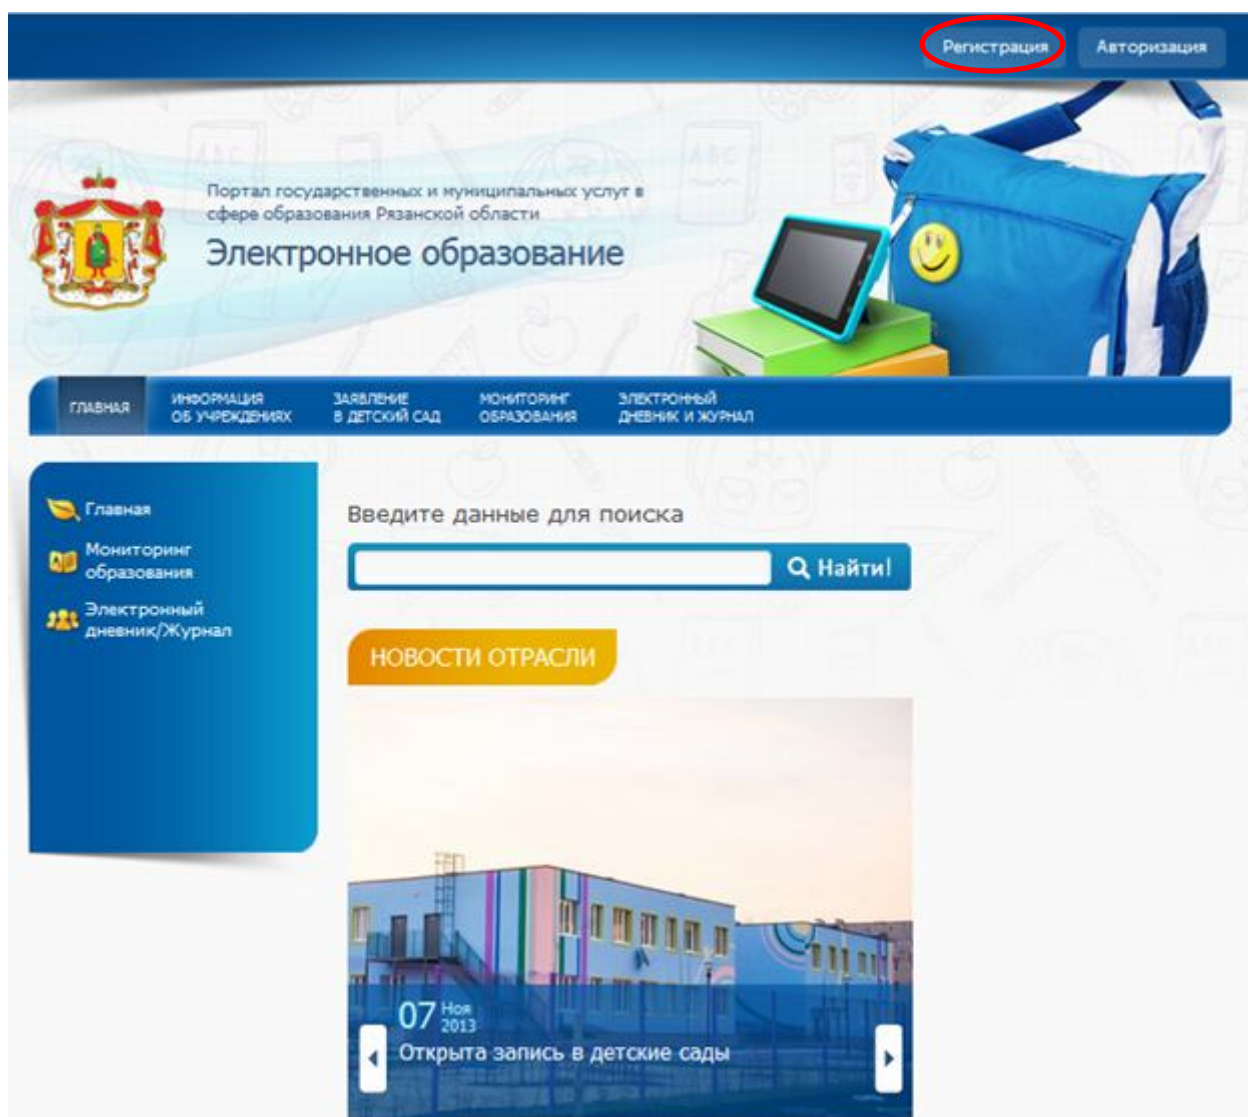 Регистрация
Авторизация
Портал государственных и муниципальных услуг в
сфере образования Рязанской области
Электронное образование
ГЛАВНАЯ
ИНФОРМАЦИЯ
ОБ УЧРЕЖДЕНИЯХ
ЗАЯВЛЕНИЕ
В ДЕТСКИЙ САД
МОНИТОРИНГ
ОБРАЗОВАНИЯ
ЭЛЕКТРОННЫЙ
ДНЕВНИК И ЖУРНАЛ
Главная
Мониторинг
образования
Электронный
дневник/Журнал
Введите данные для поиска
Найти!
НОВОСТИ ОТРАСЛИ
07 Ноя
2013
Открыта запись в детские сады